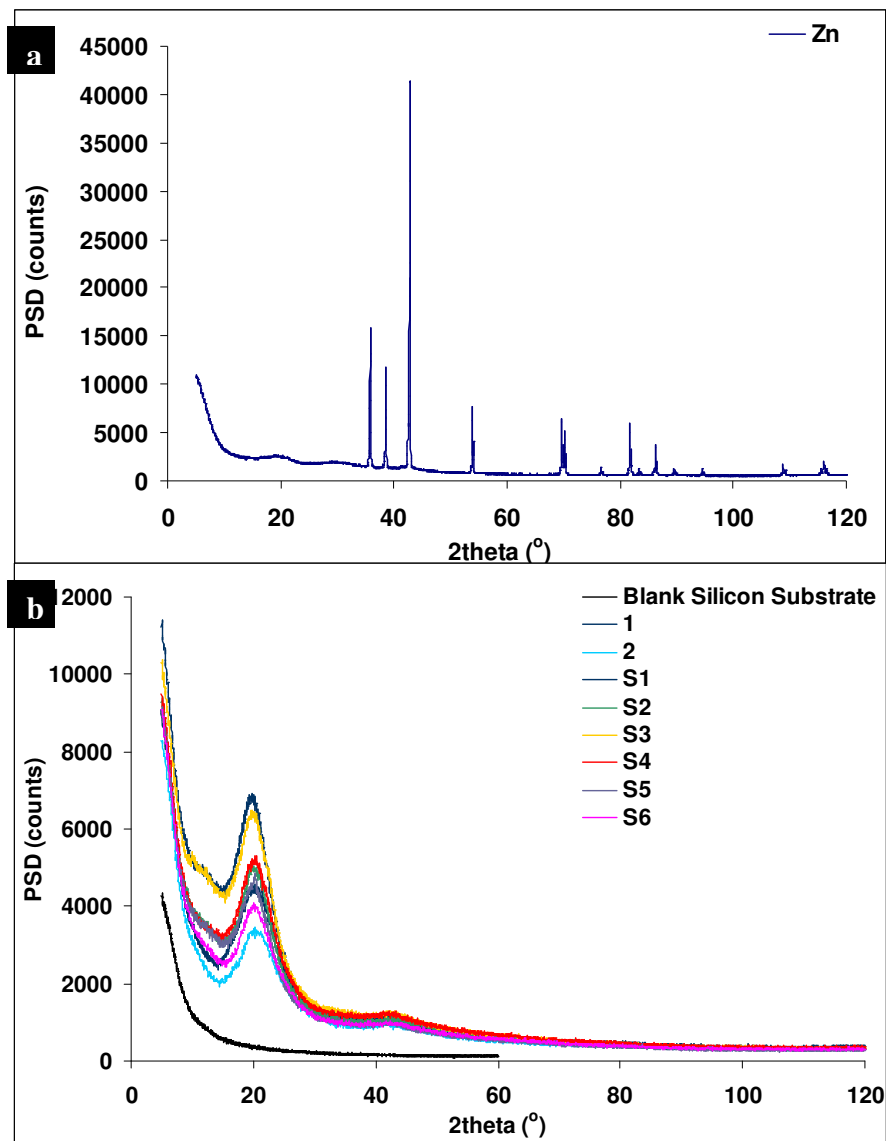 a
Zn
45000
40000
35000
30000
25000
20000
15000
10000
5000
0
PSD (counts)
0 20 40 60 80 100 120
2theta (o)
b
12000
10000
8000
6000
4000
2000
0
PSD (counts)
Blank Silicon Substrate
1
2
S1
S2
S3
S4
S5
S6
0 20 40 60 80 100 120
2theta (o)